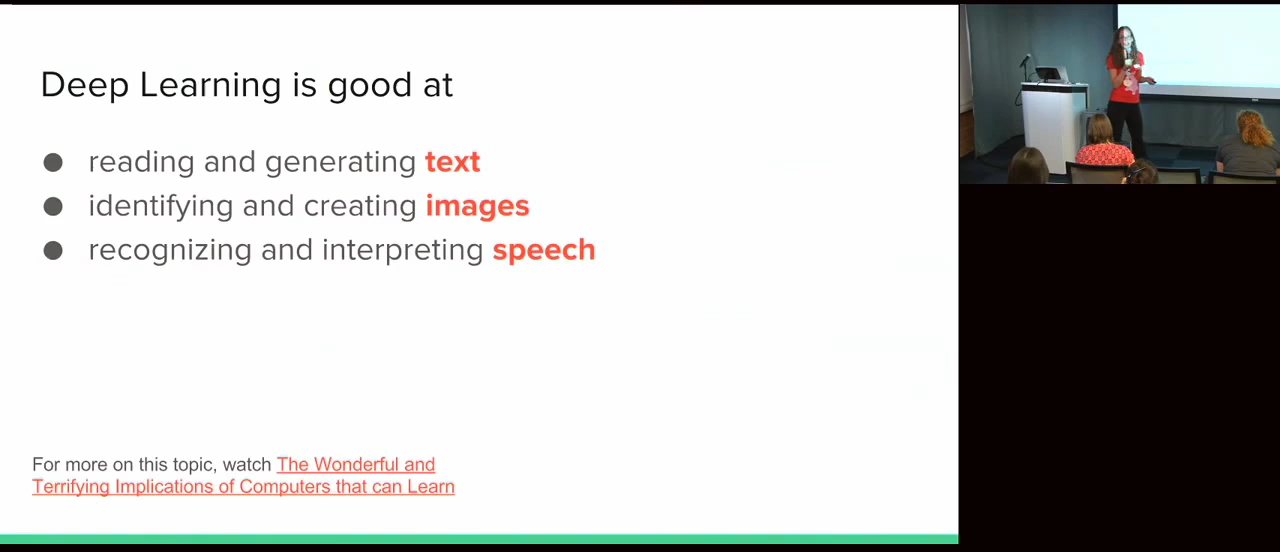 Deep Learning is good at
● reading and generating text
● identifying and creating images
● recognizing and interpreting speech
For more on this topic, watch The Wonderful and
Terrifying Implications of Computers that can Learn